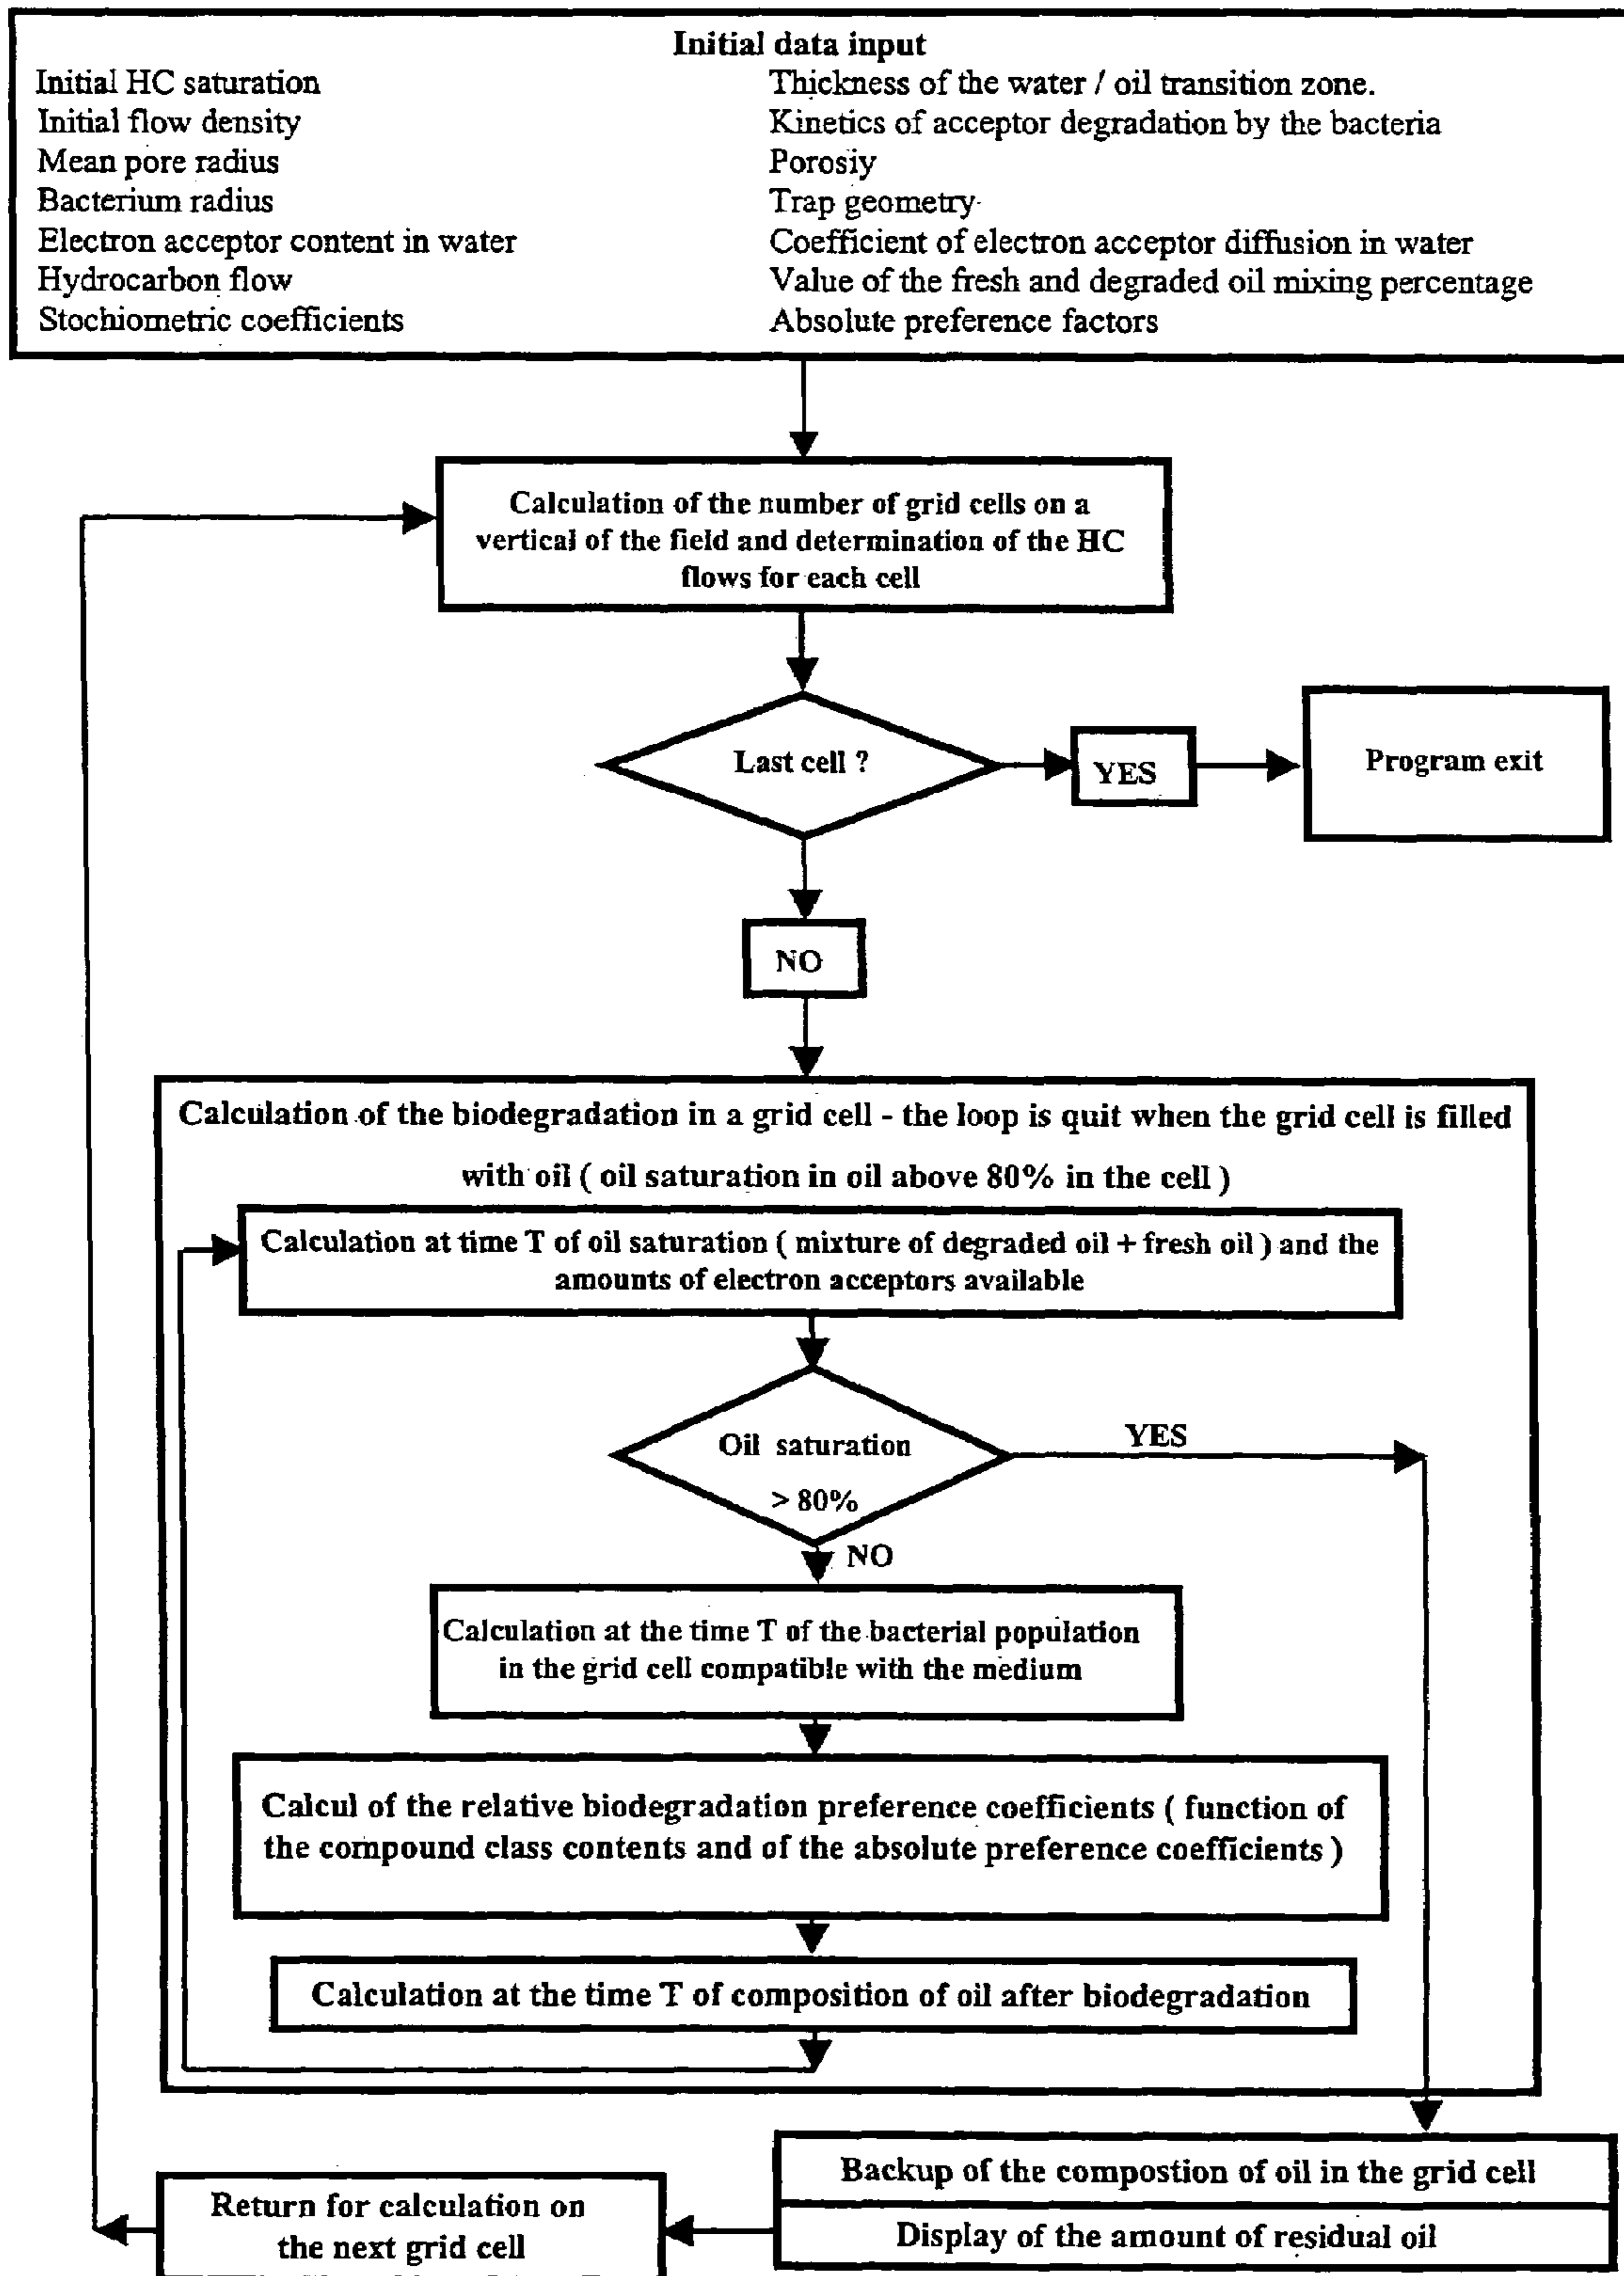 Initial data input
Initial HC saturation
Initial flow density
Mean pore radius
Bacterium radius
Electron acceptor content in water
Hydrocarbon flow
Stochiometric coefficients
Thickness of the water / oil transition zone.
Kinetics of acceptor degradation by the bacteria
Porosiy
Trap geometry
Coefficient of electron acceptor diffusion in water
Value of the fresh and degraded oil mixing percentage
Absolute preference factors
Calculation of the number of grid cells on a
vertical of the field and determination of the HC
flows for each cell
Last cell ?
YES
Program exit
NO
Calculation of the biodegradation in a grid cell - the loop is quit when the grid cell is filled
with oil ( oil saturation in oil above 80% in the cell )
Calculation at time T of oil saturation ( mixture of degraded oil + fresh oil ) and the
amounts of electron acceptors available
Oil saturation
> 80%
YES
NO
Calculation at the time T of the bacterial population
in the grid cell compatible with the medium
Calcul of the relative biodegradation preference coefficients ( function of
the compound class contents and of the absolute preference coefficients )
Calculation at the time T of composition of oil after biodegradation
Backup of the compostion of oil in the grid cell
Display of the amount of residual oil
Return for calculation on
the next grid cell